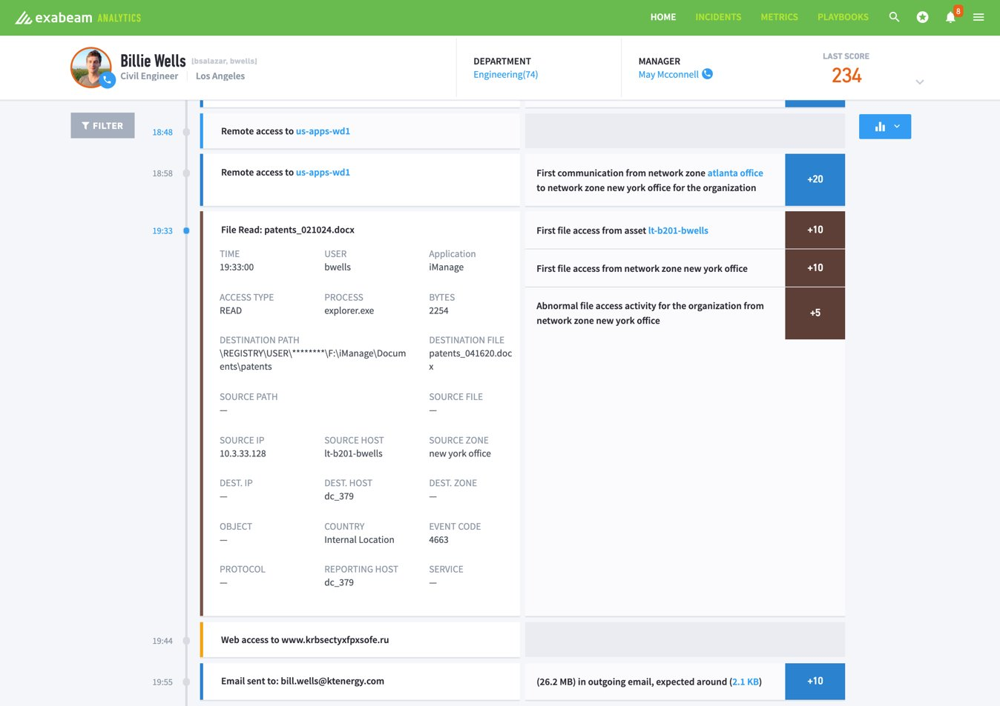 exabeam ANALYTICS
HOME INCIDENTS METRICS PLAYBOOKS 8
Billie Wells [bsalazar, bwells]
Civil Engineer Los Angeles
DEPARTMENT
Engineering(74)
MANAGER
May Mcconnell
LAST SCORE
234
FILTER
18:48 Remote access to us-apps-wd1
18:58 Remote access to us-apps-wd1
First communication from network zone atlanta office
to network zone new york office for the organization
+20
19:33 File Read: patents_021024.docx
TIME USER Application
19:33:00 bwells iManage
ACCESS TYPE PROCESS BYTES
READ explorer.exe 2254
DESTINATION PATH DESTINATION FILE
\REGISTRY\USER\********\F:\iManage\Docum patents_041620.doc
ents\patents x
SOURCE PATH SOURCE FILE
— —
SOURCE IP SOURCE HOST SOURCE ZONE
10.3.33.128 lt-b201-bwells new york office
DEST. IP DEST. HOST DEST. ZONE
— dc_379 —
OBJECT COUNTRY EVENT CODE
— Internal Location 4663
PROTOCOL REPORTING HOST SERVICE
— dc_379 —
First file access from asset lt-b201-bwells +10
First file access from network zone new york office +10
Abnormal file access activity for the organization from
network zone new york office
+5
19:44 Web access to www.krbsectyxfpxsofe.ru
19:55 Email sent to: bill.wells@ktenergy.com
(26.2 MB) in outgoing email, expected around (2.1 KB) +10